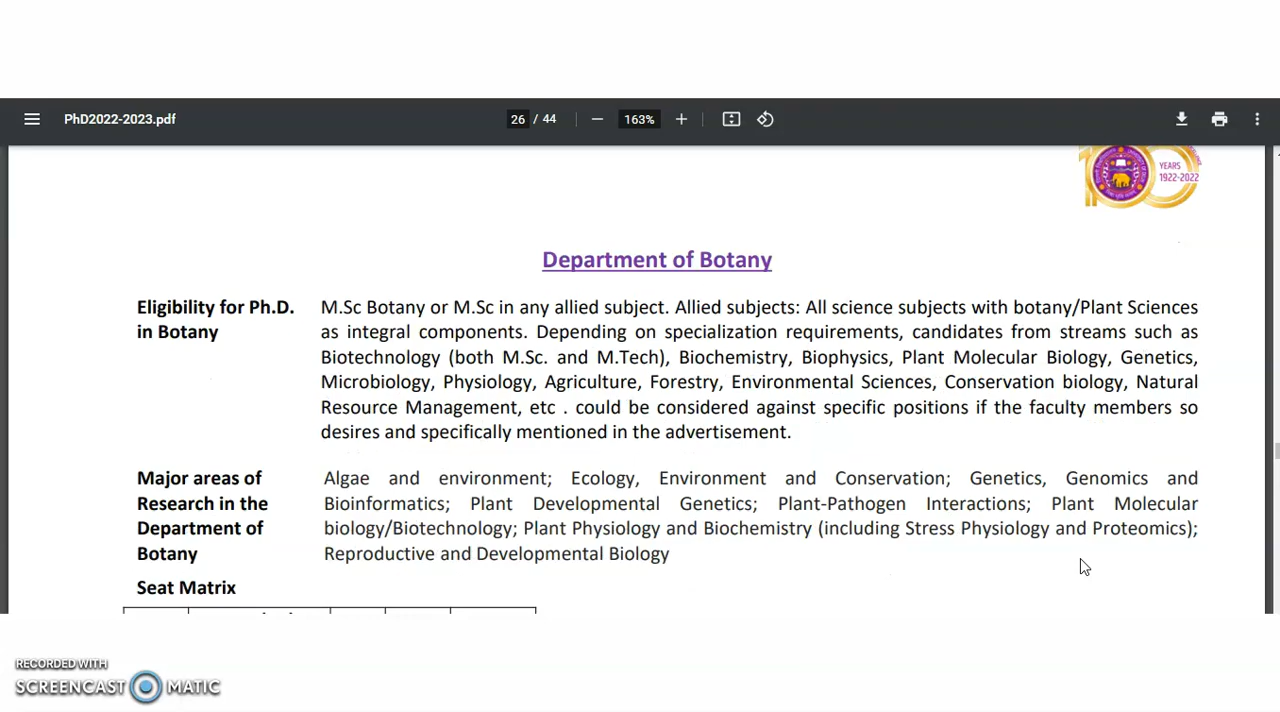 PhD2022-2023.pdf
26 / 44
163%
YEARS
1922-2022
Department of Botany
Eligibility for Ph.D. M.Sc Botany or M.Sc in any allied subject. Allied subjects: All science subjects with botany/Plant Sciences
in Botany as integral components. Depending on specialization requirements, candidates from streams such as
Biotechnology (both M.Sc. and M.Tech), Biochemistry, Biophysics, Plant Molecular Biology, Genetics,
Microbiology, Physiology, Agriculture, Forestry, Environmental Sciences, Conservation biology, Natural
Resource Management, etc . could be considered against specific positions if the faculty members so
desires and specifically mentioned in the advertisement.
Major areas of Algae and environment; Ecology, Environment and Conservation; Genetics, Genomics and
Research in the Bioinformatics; Plant Developmental Genetics; Plant-Pathogen Interactions; Plant Molecular
Department of biology/Biotechnology; Plant Physiology and Biochemistry (including Stress Physiology and Proteomics);
Botany Reproductive and Developmental Biology
Seat Matrix
RECORDED WITH
SCREENCAST MATIC